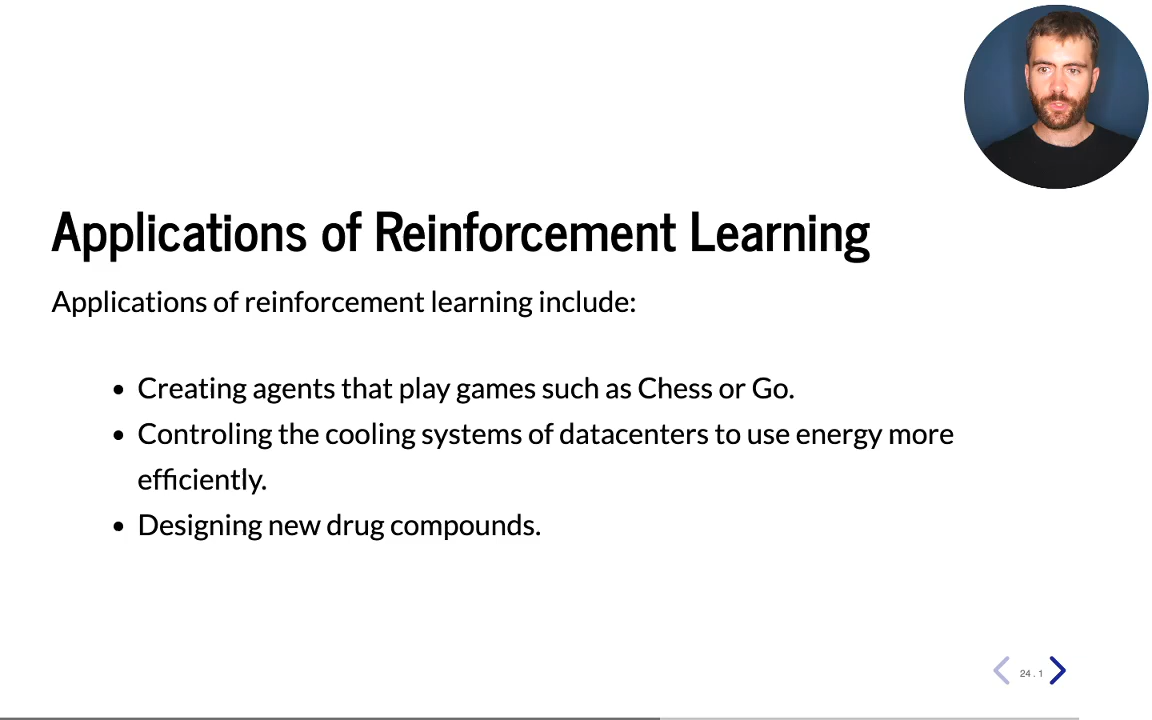 Applications of Reinforcement Learning
Applications of reinforcement learning include:
• Creating agents that play games such as Chess or Go.
• Controling the cooling systems of datacenters to use energy more
efficiently.
• Designing new drug compounds.
24 . 1